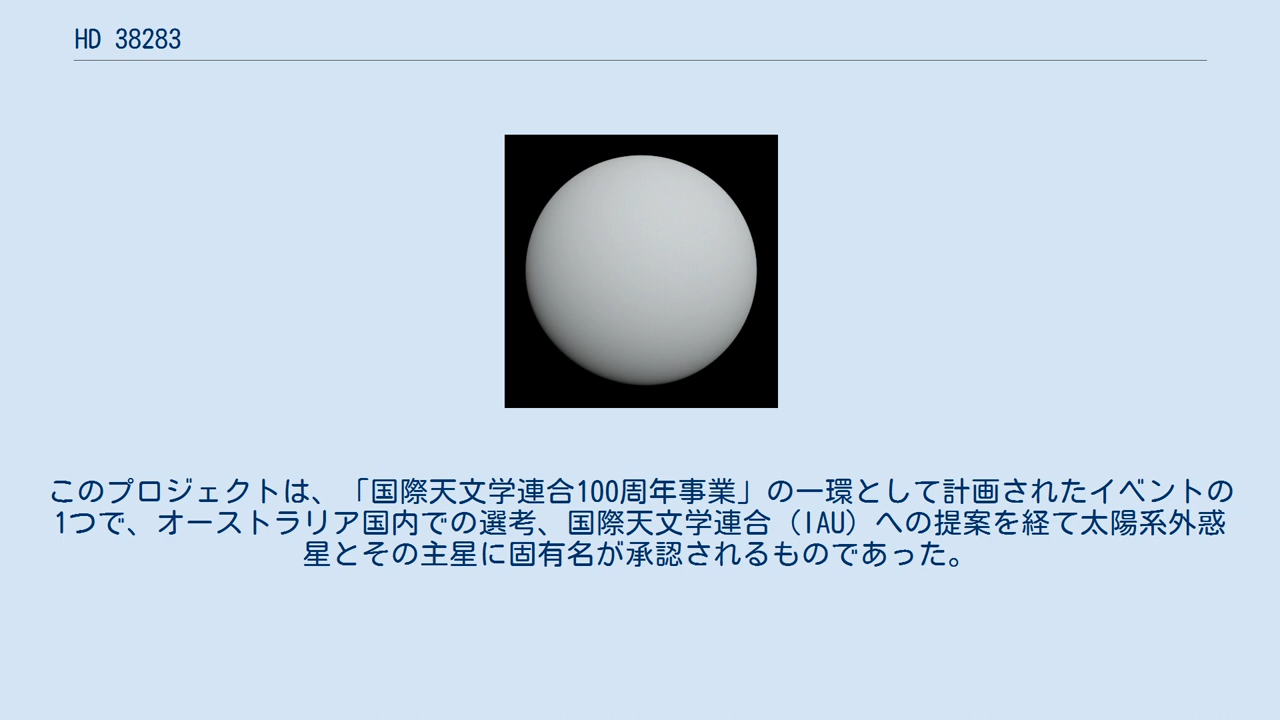 HD 38283
このプロジェクトは、「国際天文学連合100周年事業」の一環として計画されたイベントの
1つで、オーストラリア国内での選考、国際天文学連合（IAU）への提案を経て太陽系外惑
星とその主星に固有名が承認されるものであった。